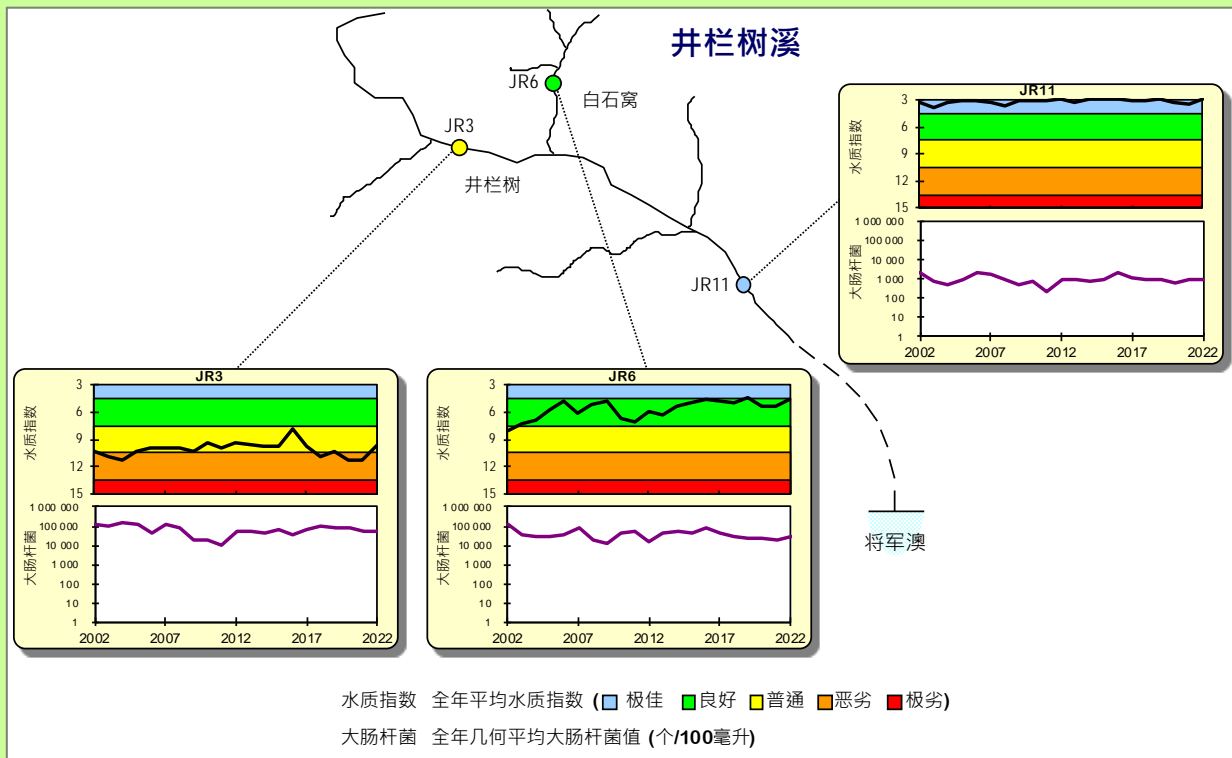 井栏树溪
JR6
白石窝
JR3
井栏树
JR11
JR11
水质指数
3
6
9
12
15
大肠杆菌
1 000 000
100 000
10 000
1 000
100
10
1
2002 2007 2012 2017 2022
JR3
水质指数
3
6
9
12
15
大肠杆菌
1 000 000
100 000
10 000
1 000
100
10
1
2002 2007 2012 2017 2022
JR6
水质指数
3
6
9
12
15
大肠杆菌
1 000 000
100 000
10 000
1 000
100
10
1
2002 2007 2012 2017 2022
将军澳
水质指数 全年平均水质指数 (极佳 良好 普通 恶劣 极劣)
大肠杆菌 全年几何平均大肠杆菌值 (个/100毫升)